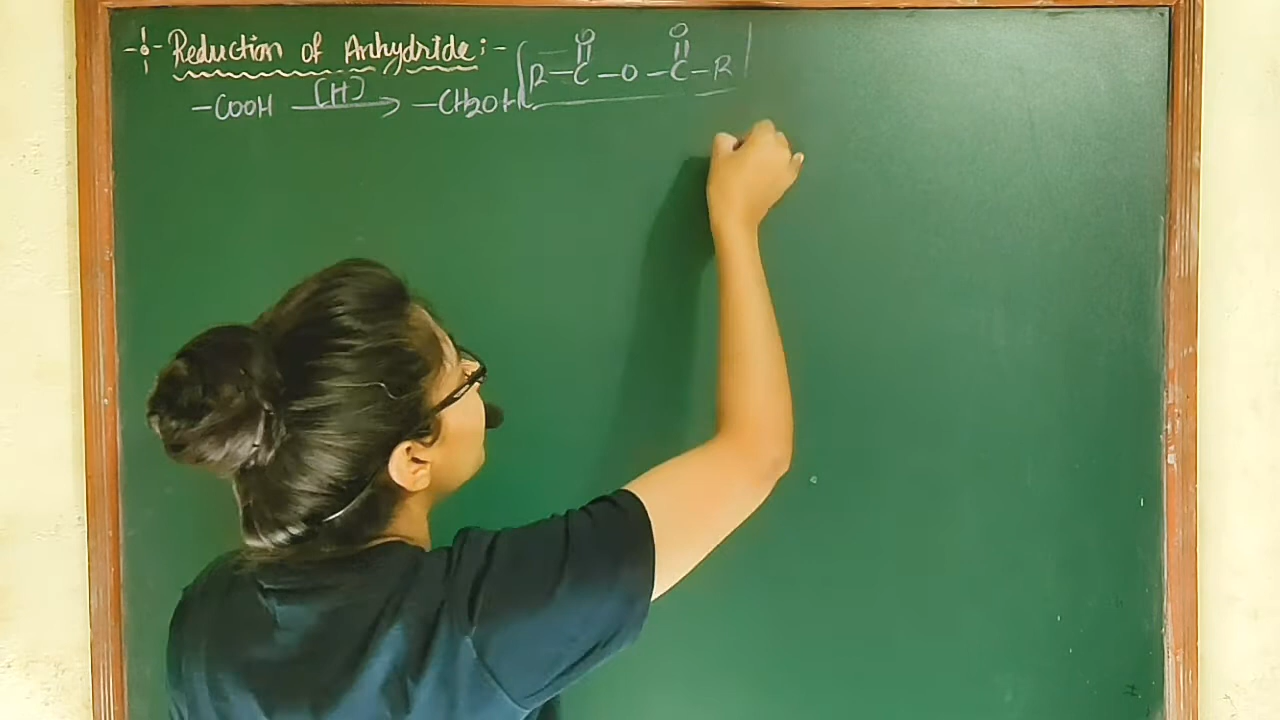 Reduction of Anhydride :-
O O
|| ||
R-C-O-C-R
-COOH [H] → -CH2OH